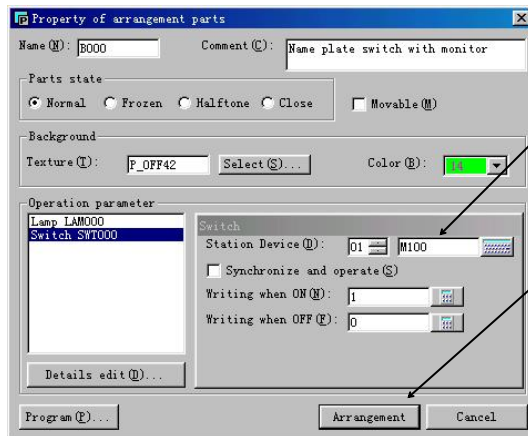 Property of arrangement parts
Name(N): B000 Comment(C): Name plate switch with monitor
Parts state
Normal Frozen Halftone Close Movable(M)
Background
Texture(T): P_OFF42 Select(S)... Color(B): 14
Operation parameter
Lamp LAM000
Switch SWT000
Switch
Station Device(D): 01 M100
Synchronize and operate(S)
Writing when ON(N): 1
Writing when OFF(F): 0
Details edit(D)...
Program(P)... Arrangement Cancel